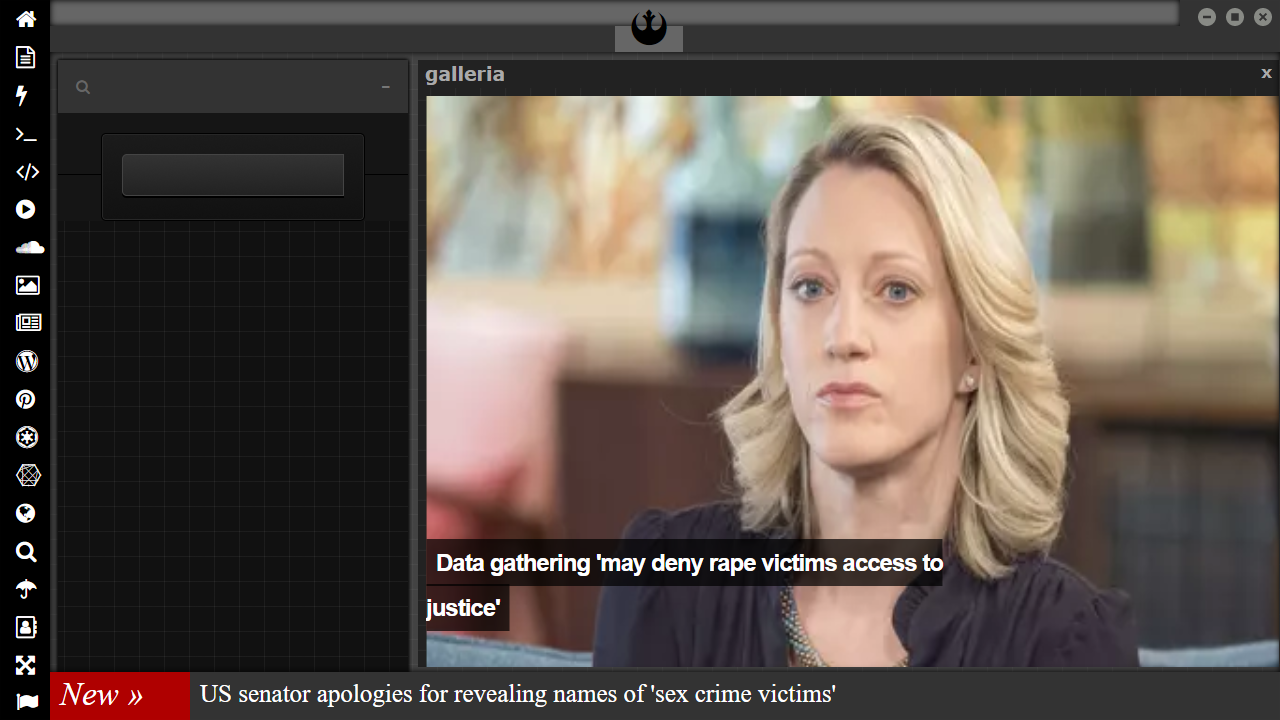 galleria
x
Data gathering 'may deny rape victims access to
justice'
New »
US senator apologies for revealing names of 'sex crime victims'